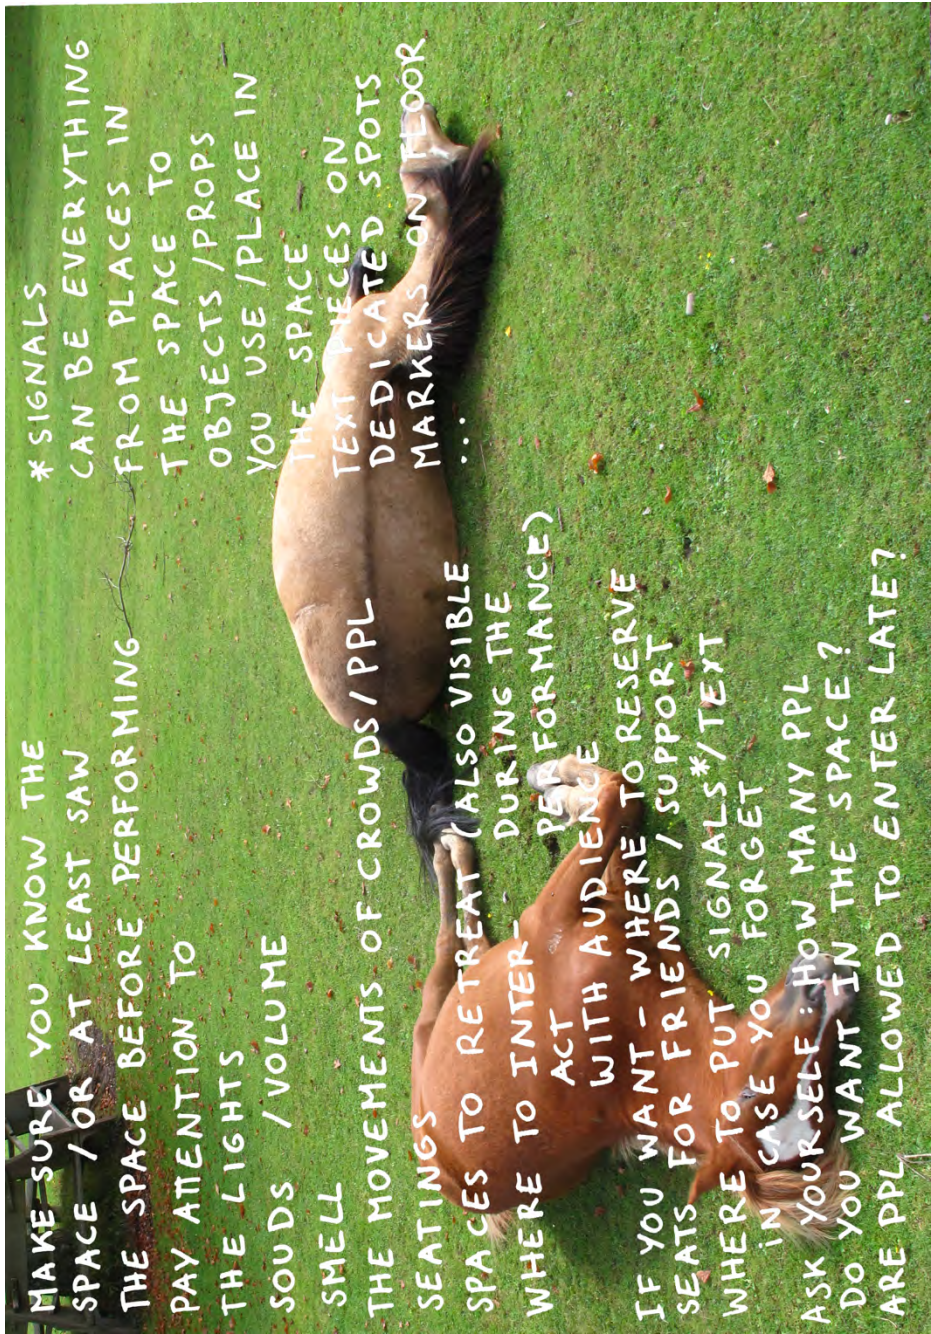 MAKE SURE YOU KNOW THE
SPACE /OR AT LEAST SAW
THE SPACE BEFORE PERFORMING
PAY ATTENTION TO
THE LIGHTS
SOUDS /VOLUME
SMELL
THE MOVEMENTS OF CROWDS/PPL
SEATINGS
SPACES TO RETREAT (ALSO VISIBLE
DURING THE
PERFORMANCE)
WHERE TO INTER-
ACT
WITH AUDIENCE
IF YOU WANT - WHERE TO RESERVE
SEATS FOR FRIENDS / SUPPORT
WHERE TO PUT SIGNALS*/TEXT
IN CASE YOU FORGET
ASK YOURSELF: HOW MANY PPL
DO YOU WANT IN THE SPACE?
ARE PPL ALLOWED TO ENTER LATE?
*SIGNALS
CAN BE EVERYTHING
FROM PLACES IN
THE SPACE TO
OBJECTS/PROPS
YOU USE/PLACE IN
THE SPACE
TEXT PIECES ON
DEDICATED SPOTS
MARKERS ON FLOOR
...